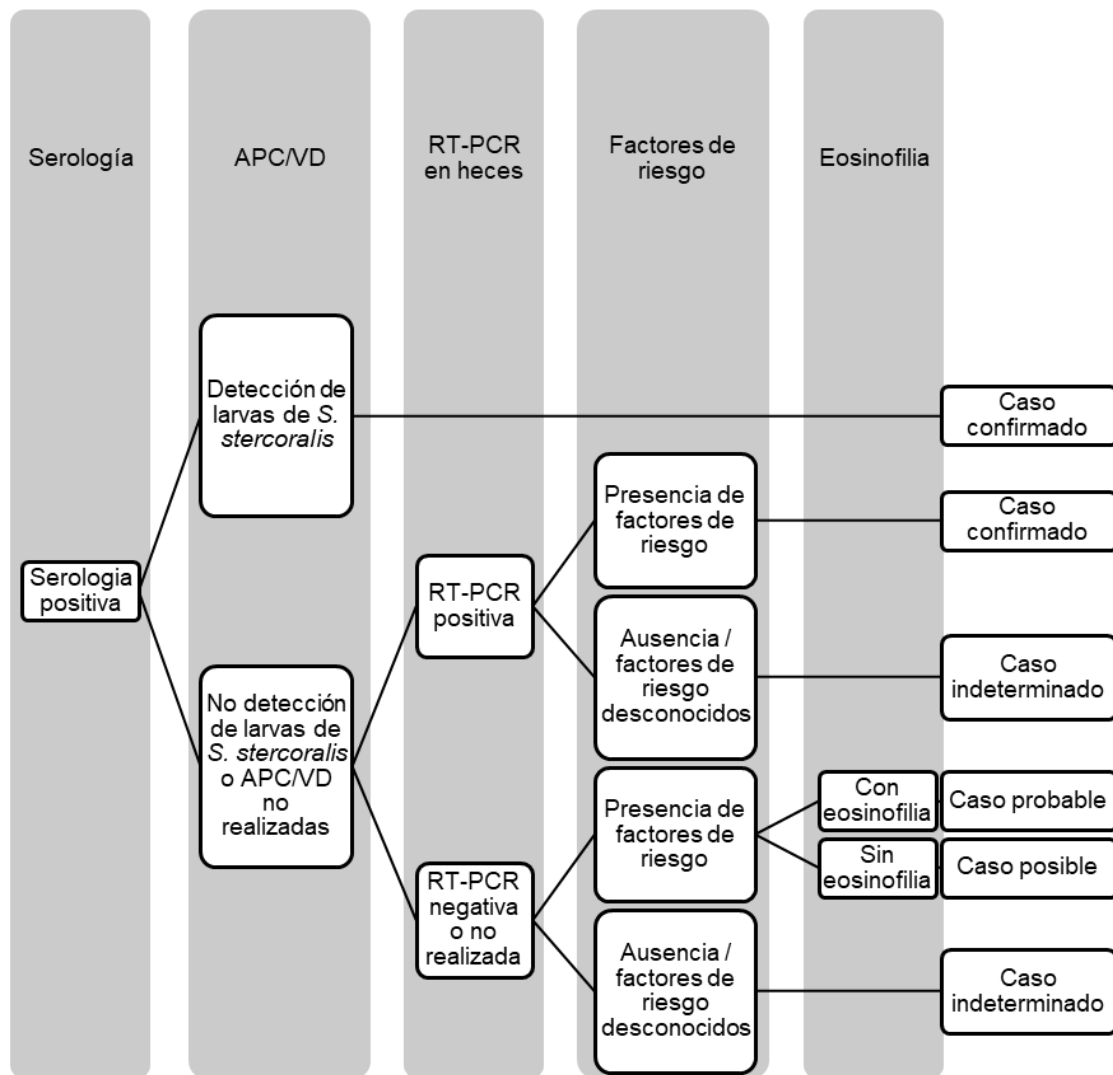 Serología
APC/VD
RT-PCR
en heces
Factores de
riesgo
Eosinofilia
Serologia
positiva
Detección de
larvas de S.
stercoralis
No detección
de larvas de
S. stercoralis
o APC/VD
no
realizadas
RT-PCR
positiva
RT-PCR
negativa
o no
realizada
Presencia de
factores de
riesgo
Ausencia /
factores de
riesgo
desconocidos
Presencia de
factores de
riesgo
Ausencia /
factores de
riesgo
desconocidos
Con
eosinofilia
Sin
eosinofilia
Caso
confirmado
Caso
confirmado
Caso
indeterminado
Caso probable
Caso posible
Caso
indeterminado